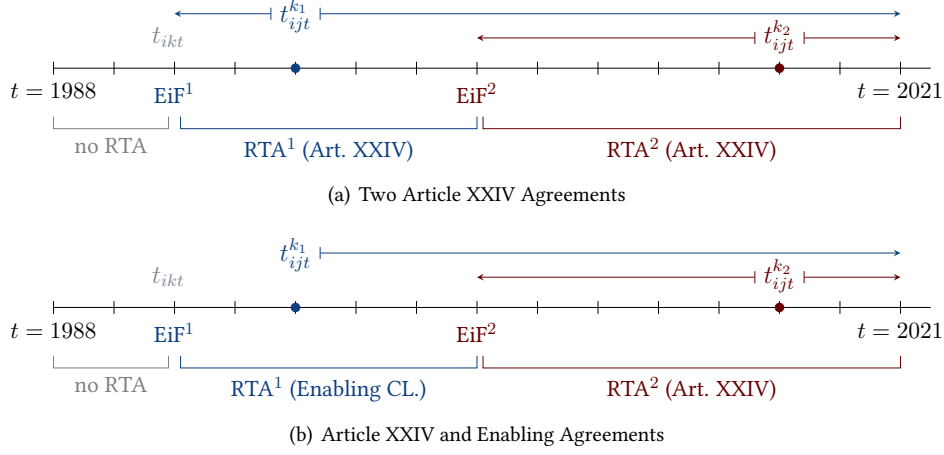 t_{ijt}^{k_1}
t_{ikt} t_{ijt}^{k_2}
t = 1988 EiF^1 EiF^2 t = 2021
no RTA RTA^1 (Art. XXIV) RTA^2 (Art. XXIV)
(a) Two Article XXIV Agreements
t_{ijt}^{k_1}
t_{ikt} t_{ijt}^{k_2}
t = 1988 EiF^1 EiF^2 t = 2021
no RTA RTA^1 (Enabling CL.) RTA^2 (Art. XXIV)
(b) Article XXIV and Enabling Agreements